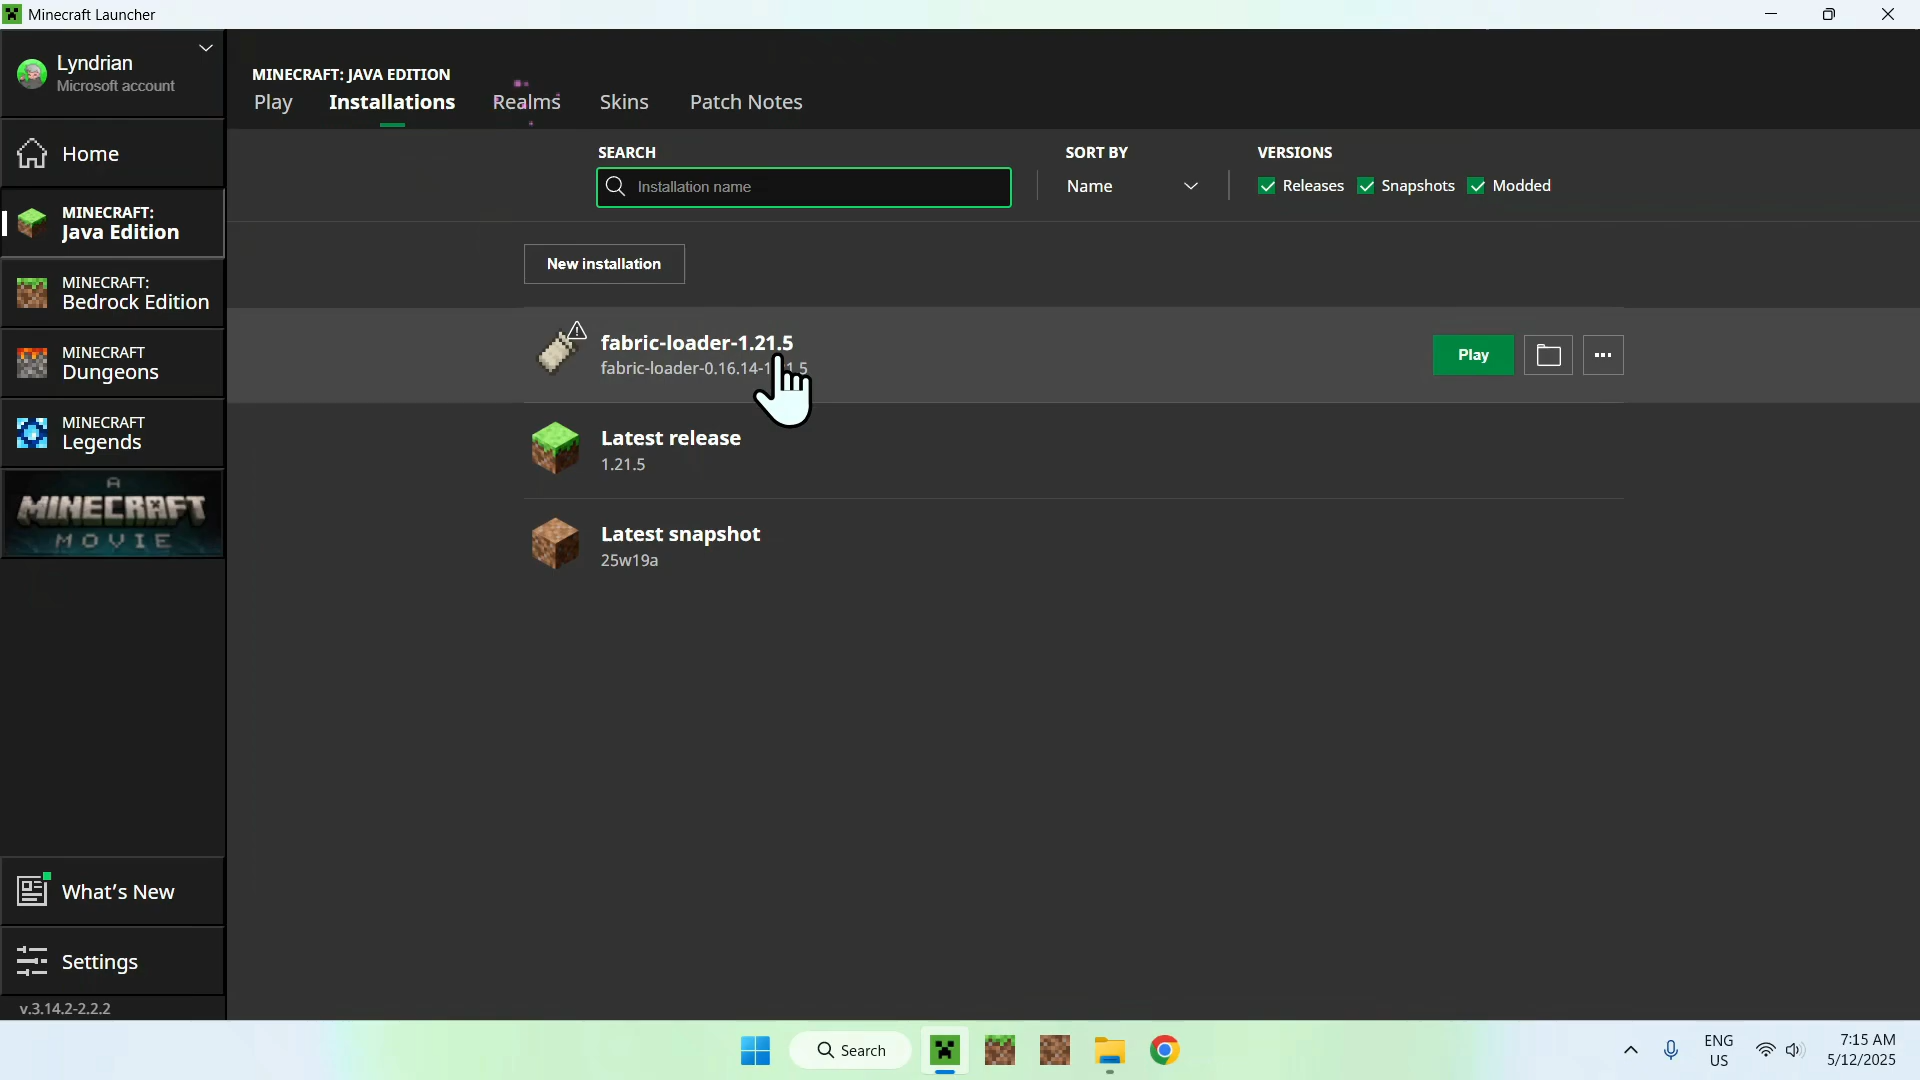 Minecraft Launcher
Lyndrian
Microsoft account
Home
MINECRAFT:
Java Edition
MINECRAFT:
Bedrock Edition
MINECRAFT
Dungeons
MINECRAFT
Legends
A
MINECRAFT
MOVIE
What's New
Settings
v.3.14.2-2.2.2
MINECRAFT: JAVA EDITION
Play Installations Realms Skins Patch Notes
SEARCH SORT BY VERSIONS
Installation name Name Releases Snapshots Modded
New installation
fabric-loader-1.21.5
Play
Latest release
1.21.5
Latest snapshot
25w19a
Search
ENG
US
7:15 AM
5/12/2025